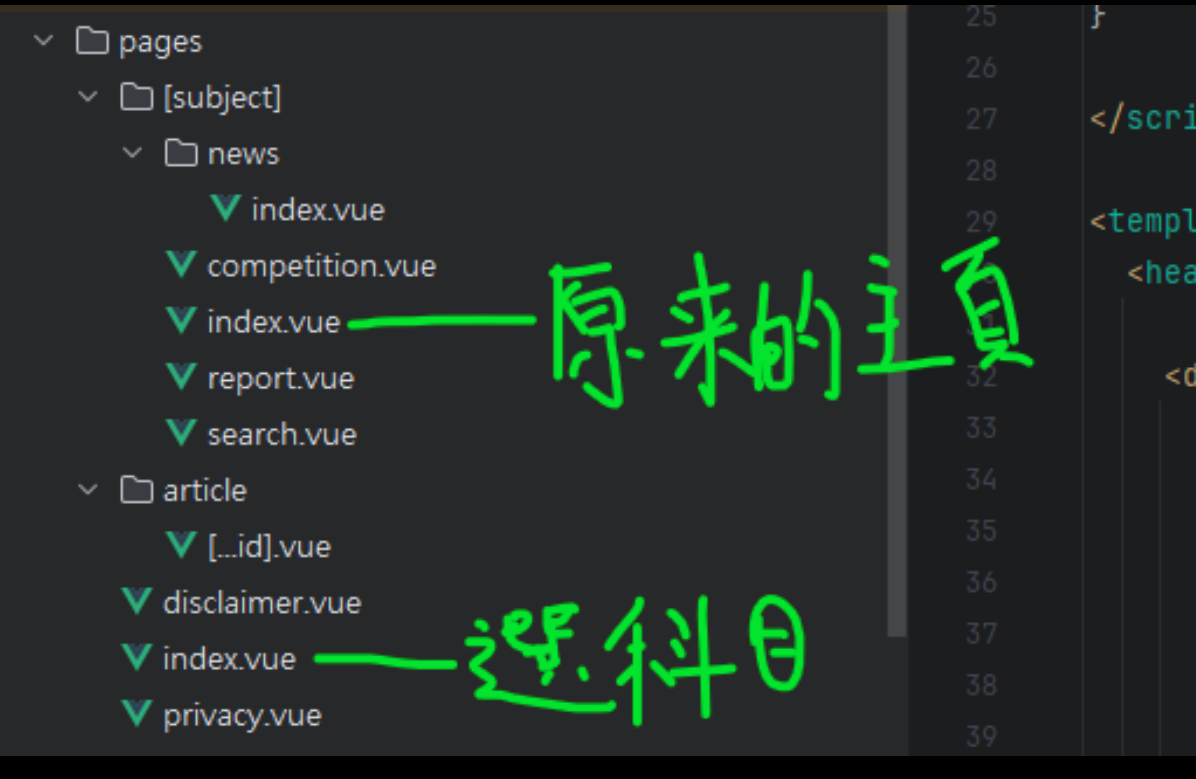 pages
[subject]
news
index.vue
competition.vue
index.vue 原来的主頁
report.vue
search.vue
article
[...id].vue
disclaimer.vue
index.vue 選科目
privacy.vue
25 }
26
27 </scri
28
29 <templ
<hea
31
32 <d
33
34
35
36
37
38
39